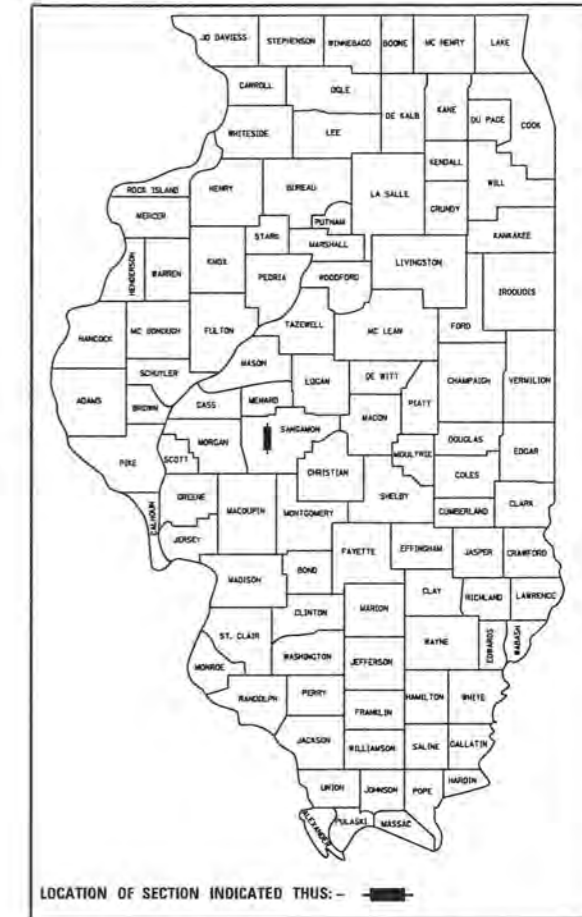 JO DAVIESS STEPHENSON WINNEBAGO BOONE MC HENRY LAKE
CARROLL OGLE DE KALB KANE DU PAGE COOK
WHITESIDE LEE KENDALL WILL
ROCK ISLAND HENRY BUREAU LA SALLE GRUNDY
MERCER PUTNAM KANKAKEE
HENDERSON WARREN KNOX STARK MARSHALL LIVINGSTON
PEORIA WOODFORD IROQUOIS
HANCOCK MC DONOUGH FULTON TAZEWELL MC LEAN FORD
SCHUYLER MASON
ADAMS BROWN CASS MENARD LOGAN DE WITT CHAMPAIGN VERMILION
PIKE SCOTT MORGAN SANGAMON MACON PIATT
MOULTRIE DOUGLAS EDGAR
CHRISTIAN COLES
CALHOUN GREENE MACOUPIN MONTGOMERY SHELBY CUMBERLAND CLARK
JERSEY
FAYETTE EFFINGHAM JASPER CRAWFORD
MADISON BOND CLAY RICHLAND LAWRENCE
CLINTON MARION
ST. CLAIR WAYNE EDWARDS WABASH
MONROE WASHINGTON JEFFERSON
RANDOLPH PERRY HAMILTON WHITE
FRANKLIN
JACKSON WILLIAMSON SALINE GALLATIN
UNION JOHNSON POPE HARDIN
ALEXANDER PULASKI MASSAC
LOCATION OF SECTION INDICATED THUS: -